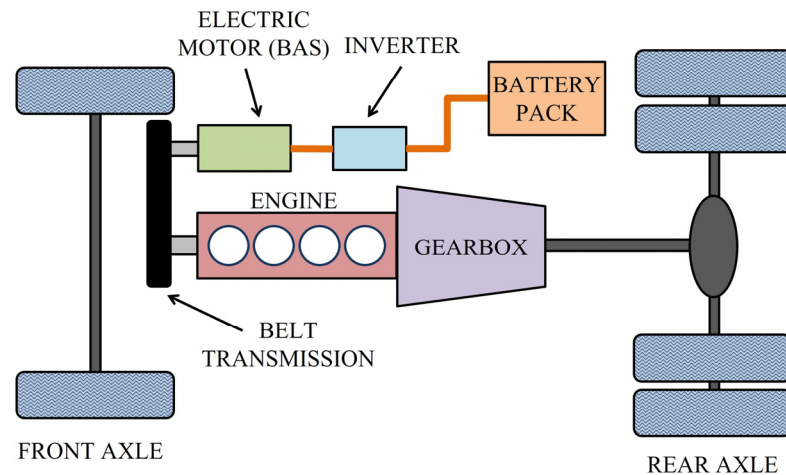 ELECTRIC
MOTOR (BAS)
INVERTER
BATTERY
PACK
ENGINE
GEARBOX
BELT
TRANSMISSION
FRONT AXLE
REAR AXLE